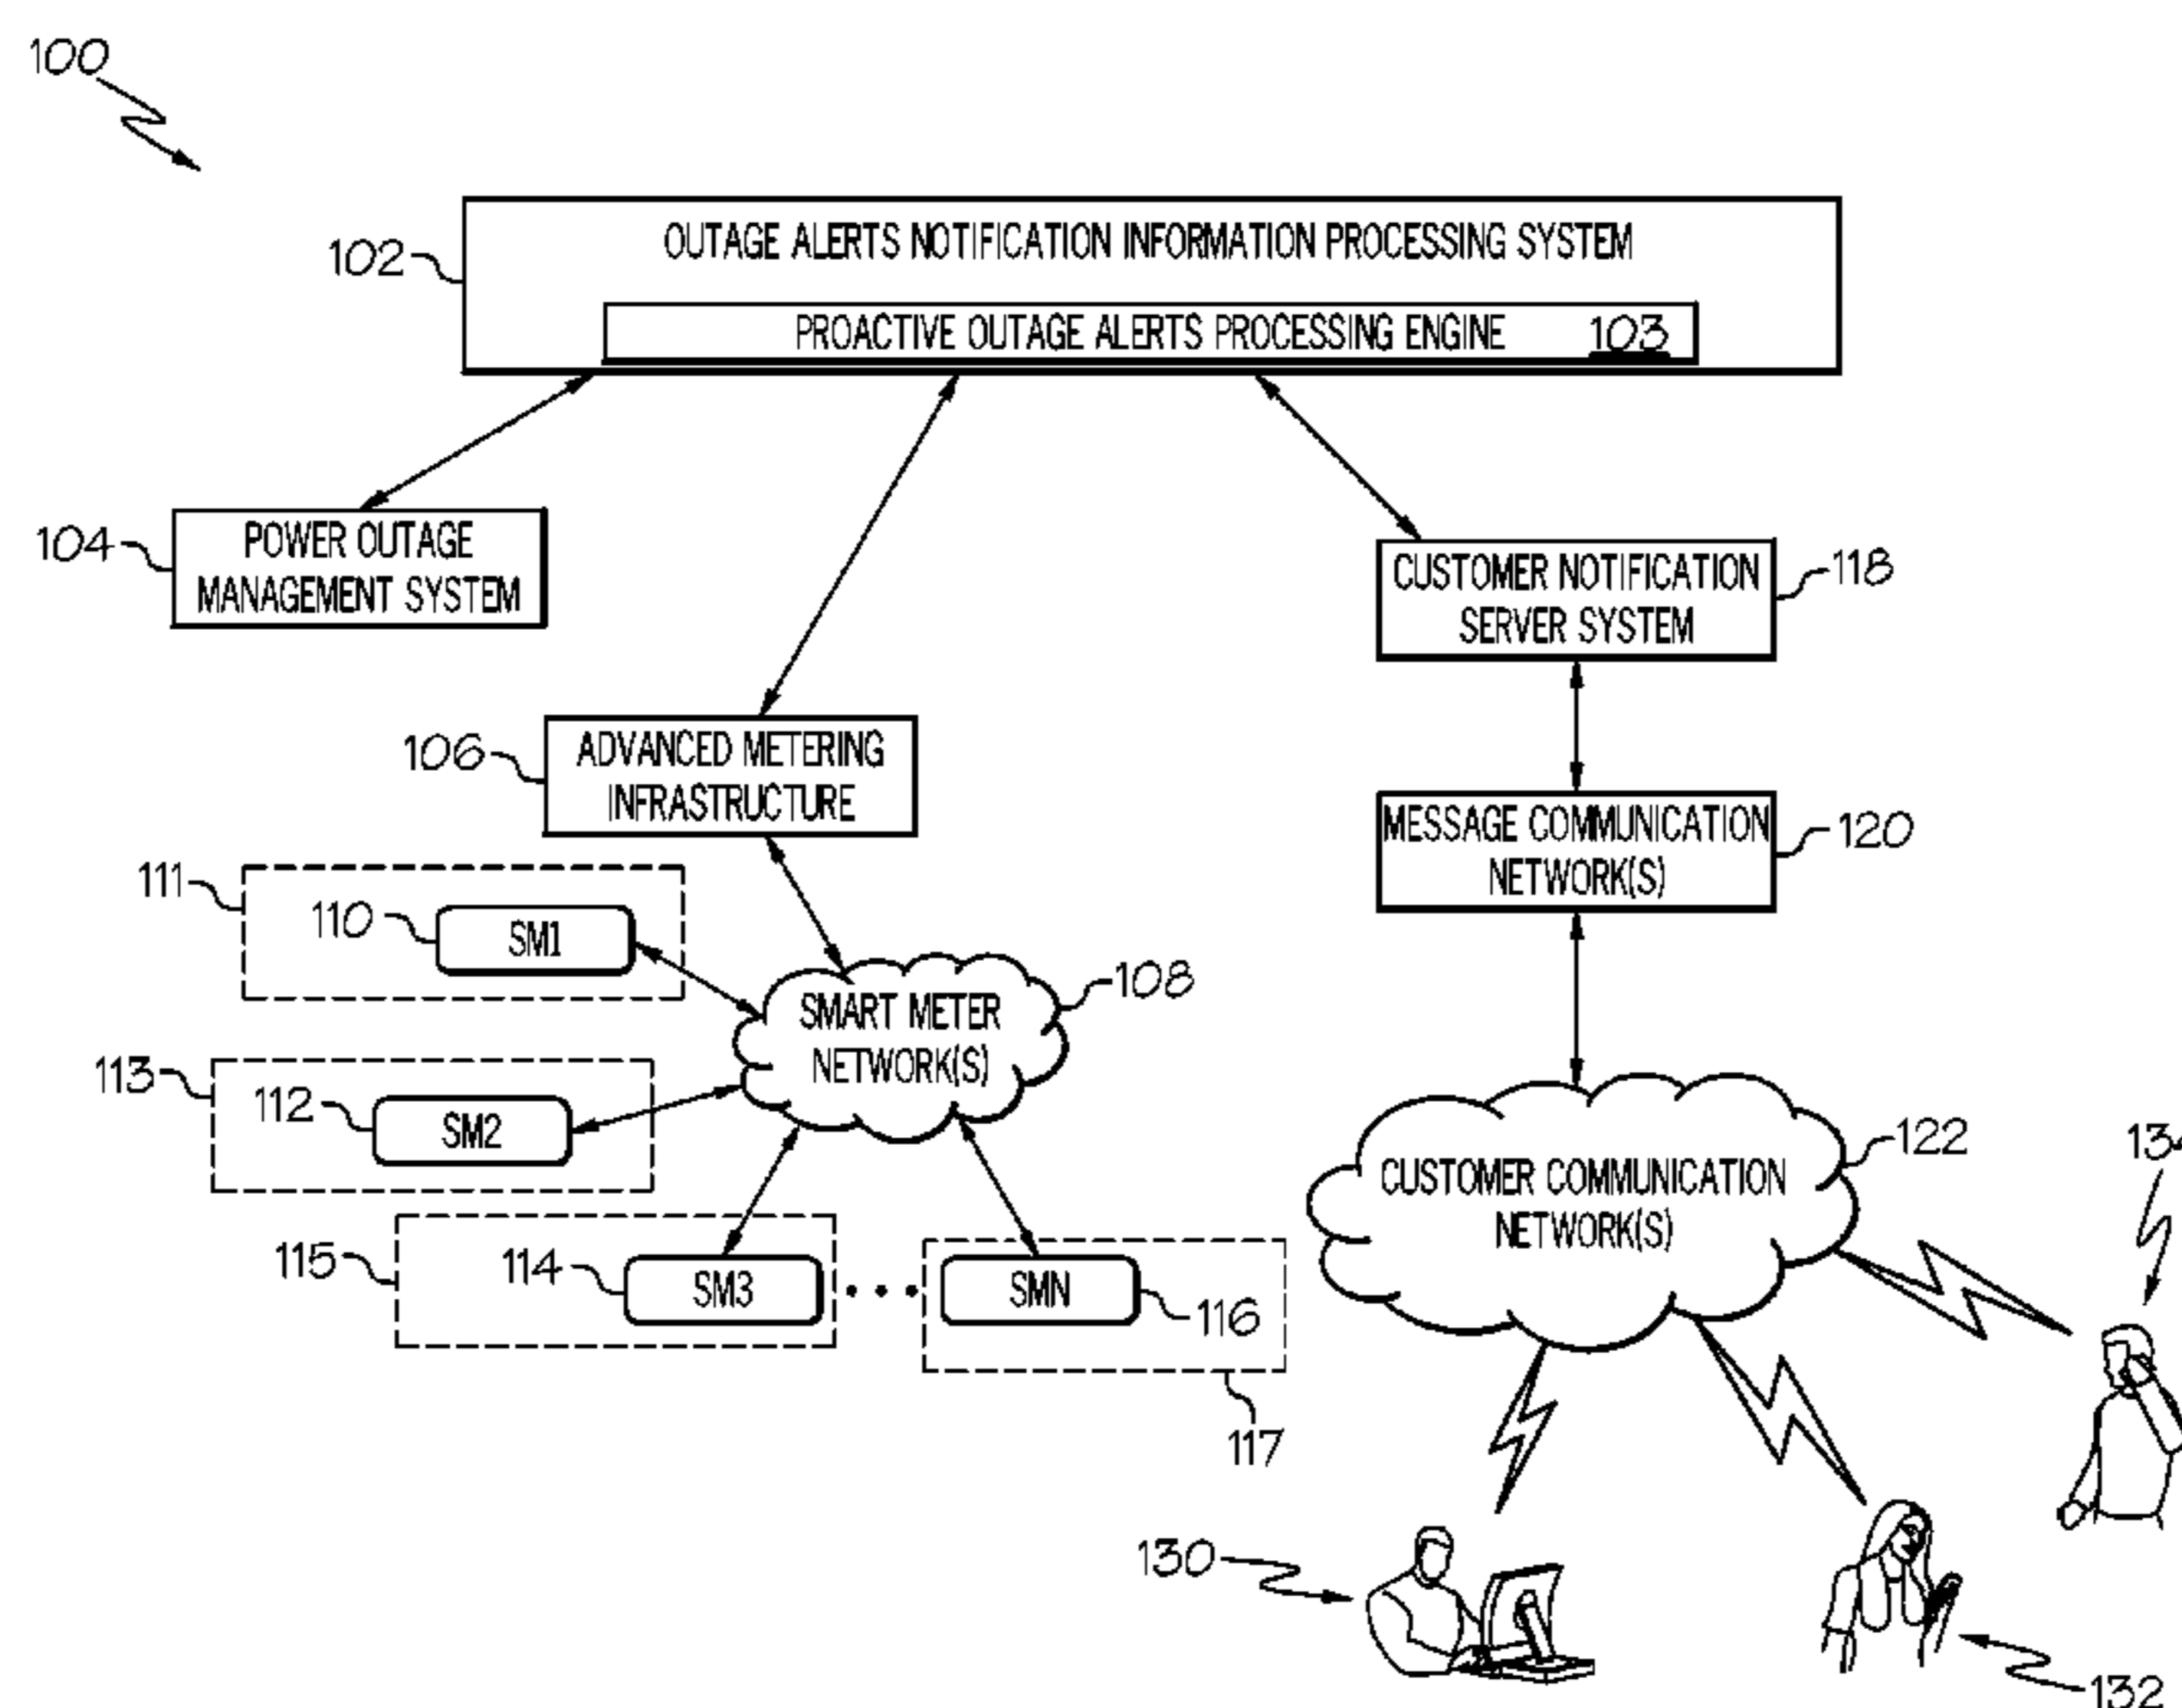 100
102
OUTAGE ALERTS NOTIFICATION INFORMATION PROCESSING SYSTEM
PROACTIVE OUTAGE ALERTS PROCESSING ENGINE 103
104
POWER OUTAGE
MANAGEMENT SYSTEM
CUSTOMER NOTIFICATION
SERVER SYSTEM
118
106
ADVANCED METERING
INFRASTRUCTURE
MESSAGE COMMUNICATION
NETWORK(S)
120
111
110
SM1
SMART METER
NETWORK(S)
108
113
112
SM2
CUSTOMER COMMUNICATION
NETWORK(S)
122
115
114
SM3
SMN
116
117
130
132